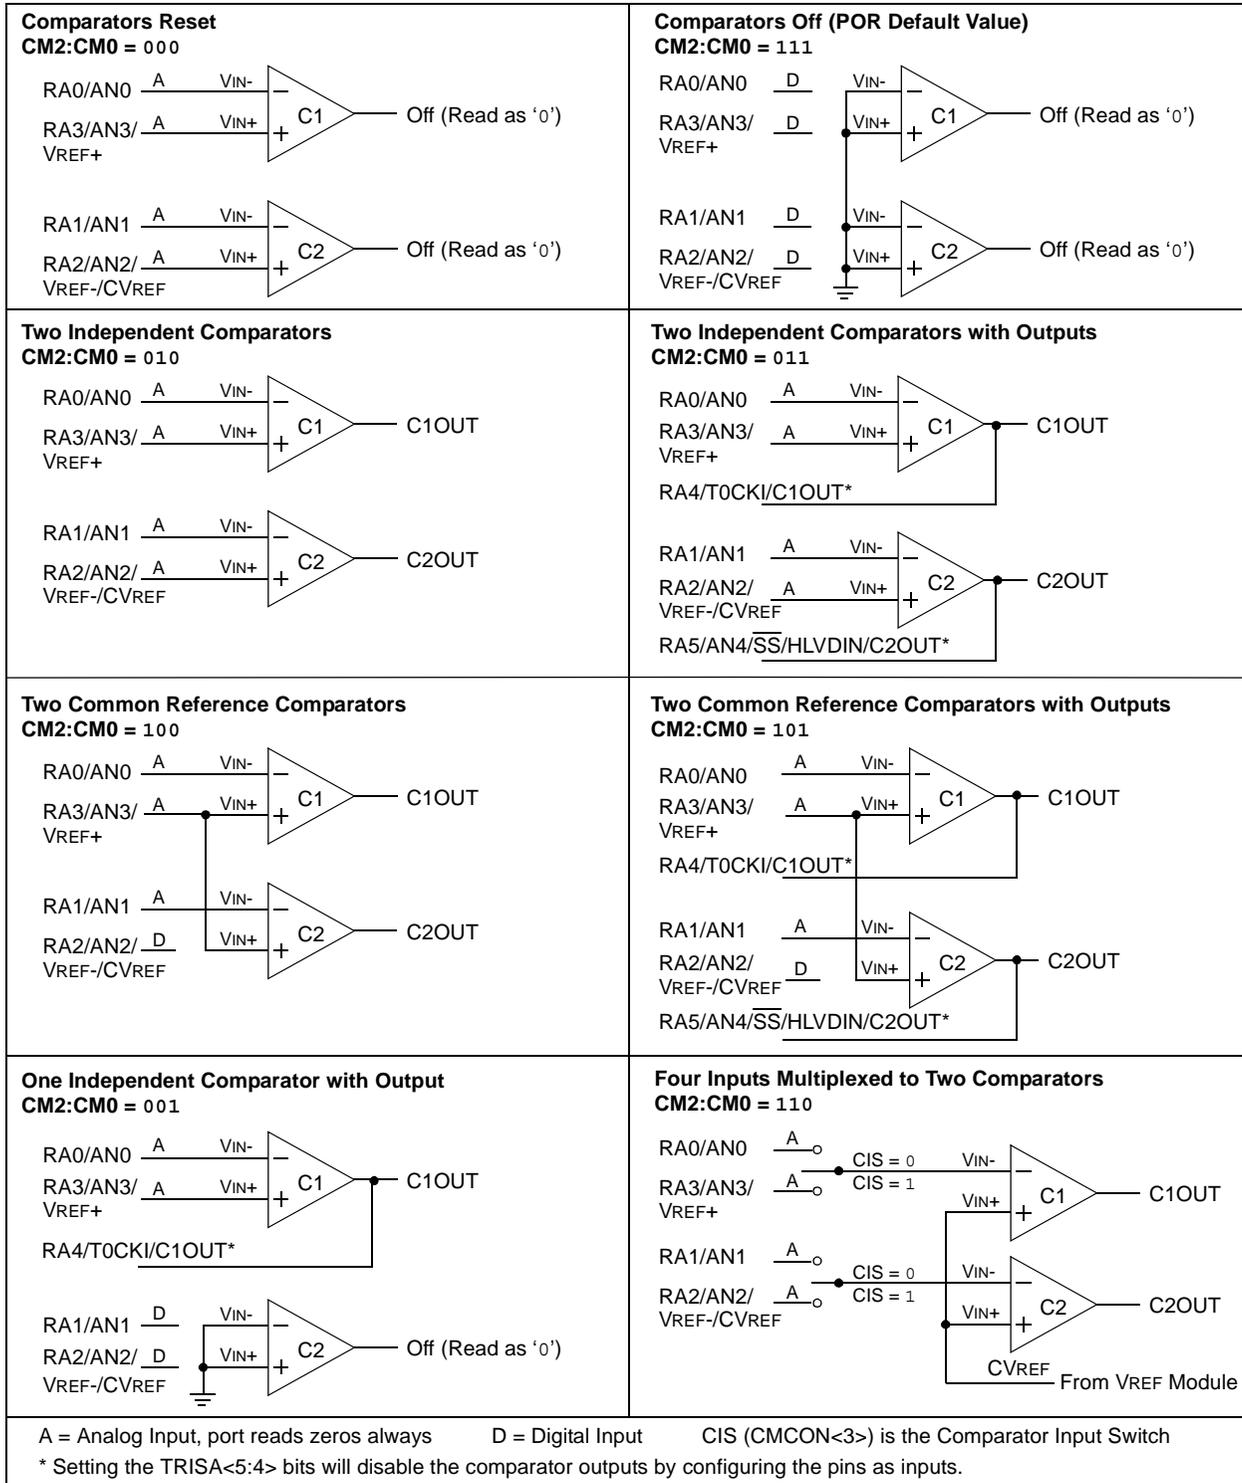 Comparators Reset
CM2:CM0 = 000
RA0/AN0 A VIN-
C1 Off (Read as ‘0’)
RA3/AN3/ A VIN+
VREF+
RA1/AN1 A VIN-
C2 Off (Read as ‘0’)
RA2/AN2/ A VIN+
VREF-/CVREF
Comparators Off (POR Default Value)
CM2:CM0 = 111
RA0/AN0 D VIN-
C1 Off (Read as ‘0’)
RA3/AN3/ D VIN+
VREF+
RA1/AN1 D VIN-
C2 Off (Read as ‘0’)
RA2/AN2/ D VIN+
VREF-/CVREF
Two Independent Comparators
CM2:CM0 = 010
RA0/AN0 A VIN-
C1 C1OUT
RA3/AN3/ A VIN+
VREF+
RA1/AN1 A VIN-
C2 C2OUT
RA2/AN2/ A VIN+
VREF-/CVREF
Two Independent Comparators with Outputs
CM2:CM0 = 011
RA0/AN0 A VIN-
C1 C1OUT
RA3/AN3/ A VIN+
VREF+
RA4/T0CKI/C1OUT*
RA1/AN1 A VIN-
C2 C2OUT
RA2/AN2/ A VIN+
VREF-/CVREF
RA5/AN4/SS/HLVDIN/C2OUT*
Two Common Reference Comparators
CM2:CM0 = 100
RA0/AN0 A VIN-
C1 C1OUT
RA3/AN3/ A VIN+
VREF+
RA1/AN1 A VIN-
C2 C2OUT
RA2/AN2/ D VIN+
VREF-/CVREF
Two Common Reference Comparators with Outputs
CM2:CM0 = 101
RA0/AN0 A VIN-
C1 C1OUT
RA3/AN3/ A VIN+
VREF+
RA4/T0CKI/C1OUT*
RA1/AN1 A VIN-
C2 C2OUT
RA2/AN2/ D VIN+
VREF-/CVREF
RA5/AN4/SS/HLVDIN/C2OUT*
One Independent Comparator with Output
CM2:CM0 = 001
RA0/AN0 A VIN-
C1 C1OUT
RA3/AN3/ A VIN+
VREF+
RA4/T0CKI/C1OUT*
RA1/AN1 D VIN-
C2 Off (Read as ‘0’)
RA2/AN2/ D VIN+
VREF-/CVREF
Four Inputs Multiplexed to Two Comparators
CM2:CM0 = 110
RA0/AN0 A CIS = 0 VIN-
RA3/AN3/ A CIS = 1 C1 C1OUT
VREF+ VIN+
RA1/AN1 A CIS = 0 VIN-
RA2/AN2/ A CIS = 1 C2 C2OUT
VREF-/CVREF VIN+
CVREF From VREF Module
A = Analog Input, port reads zeros always D = Digital Input CIS (CMCON<3>) is the Comparator Input Switch
* Setting the TRISA<5:4> bits will disable the comparator outputs by configuring the pins as inputs.